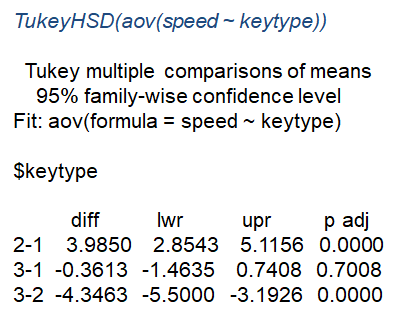 TukeyHSD(aov(speed ~ keytype))
Tukey multiple comparisons of means
95% family-wise confidence level
Fit: aov(formula = speed ~ keytype)
$keytype
diff lwr upr p adj
2-1 3.9850 2.8543 5.1156 0.0000
3-1 -0.3613 -1.4635 0.7408 0.7008
3-2 -4.3463 -5.5000 -3.1926 0.0000